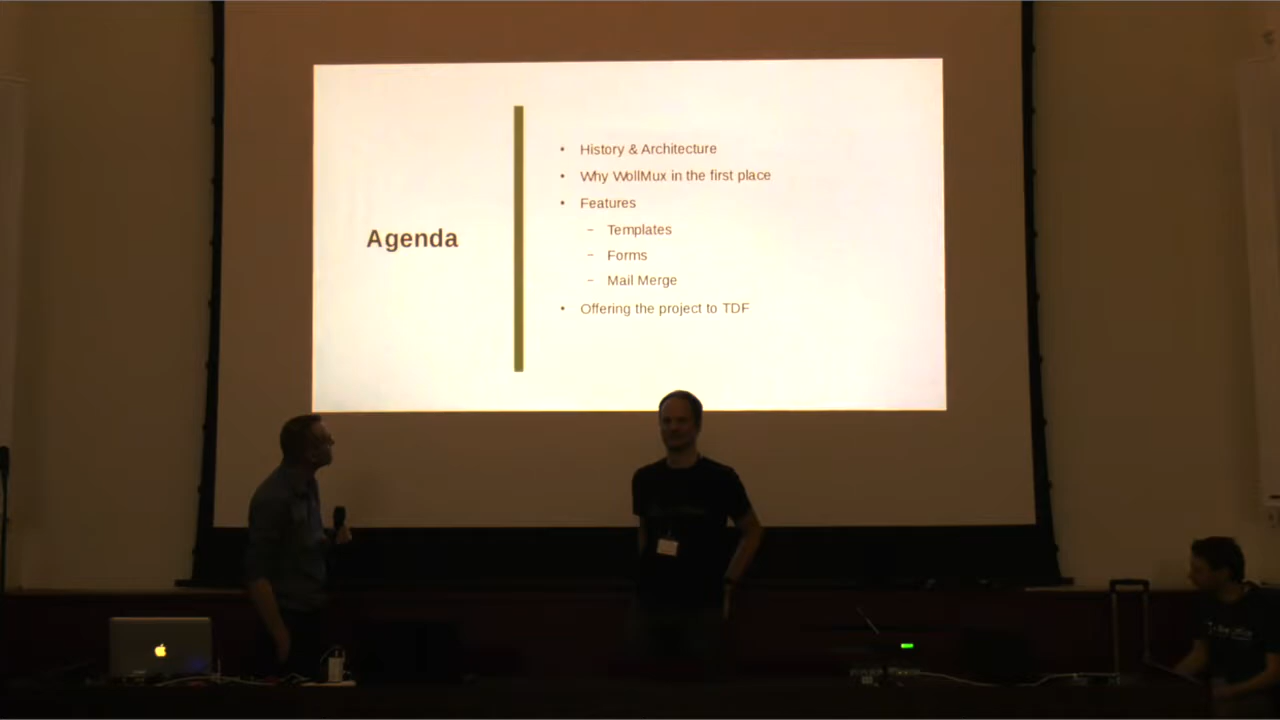 Agenda
• History & Architecture
• Why WollMux in the first place
• Features
– Templates
– Forms
– Mail Merge
• Offering the project to TDF